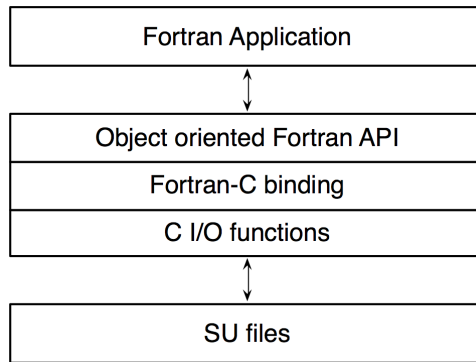 Fortran Application
Object oriented Fortran API
Fortran-C binding
C I/O functions
SU files